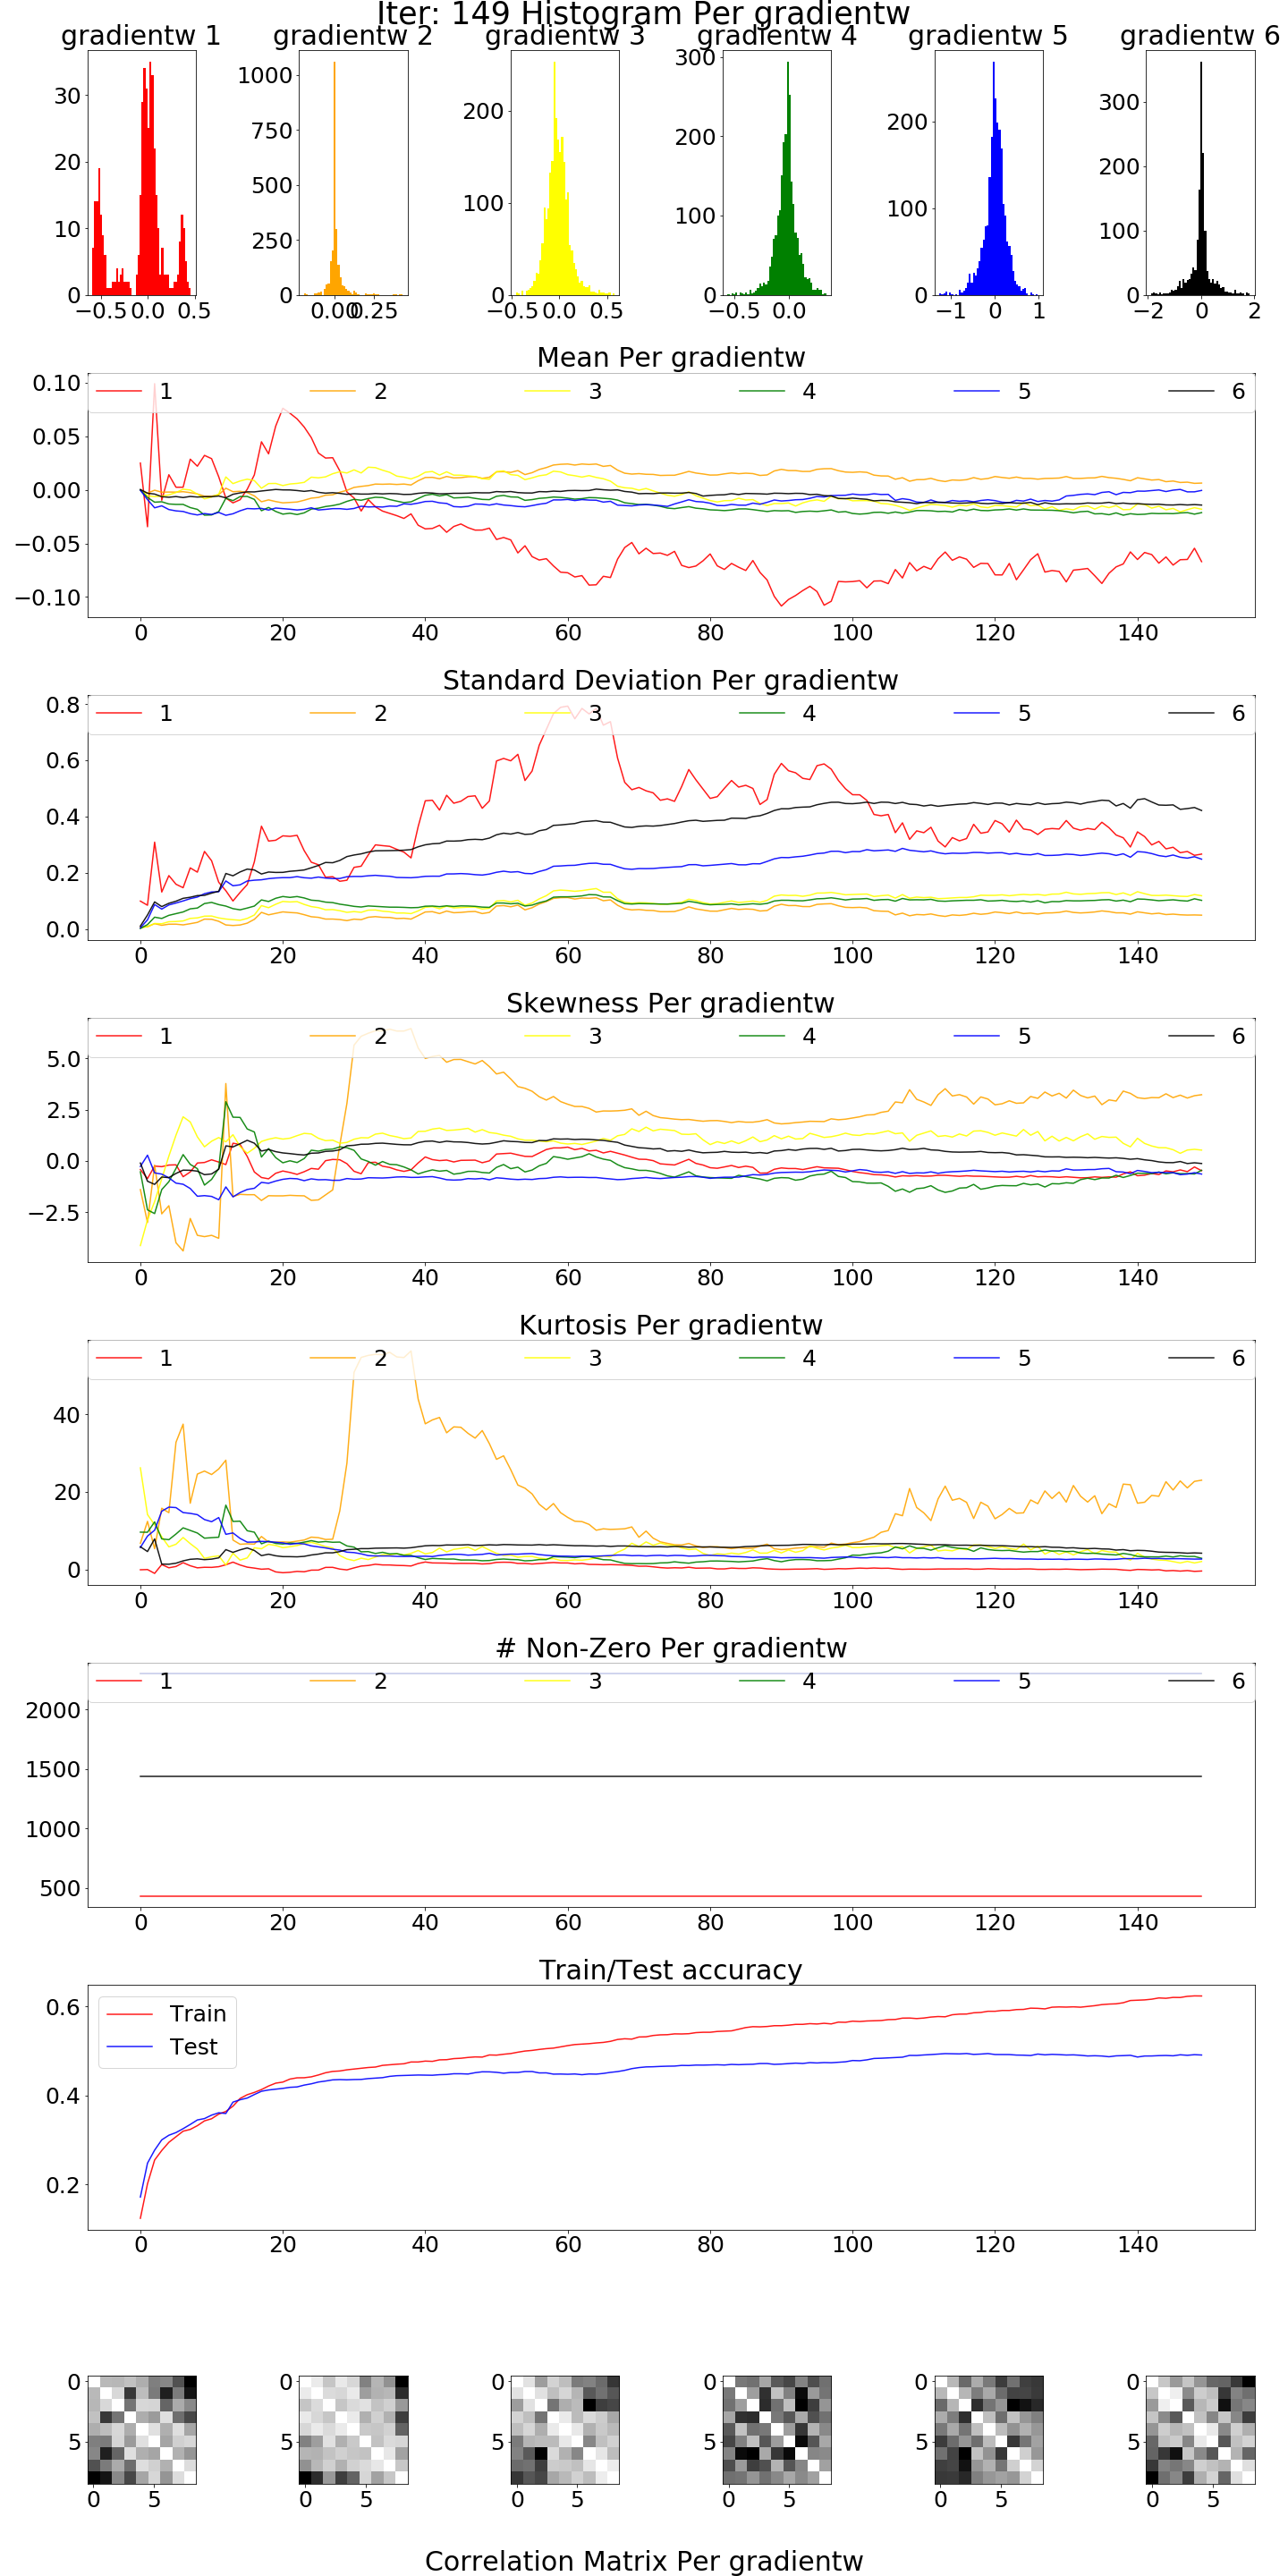 Iter: 149 Histogram Per gradientw
gradientw 1 gradientw 2 gradientw 3 gradientw 4 gradientw 5 gradientw 6
30
20
10
0
−0.5 0.0 0.5
1000
750
500
250
0
0.00 0.25
200
100
0
−0.5 0.0 0.5
300
200
100
0
−0.5 0.0
200
100
0
−1 0 1
300
200
100
0
−2 0 2
Mean Per gradientw
1 2 3 4 5 6
0.10
0.05
0.00
−0.05
−0.10
0 20 40 60 80 100 120 140
Standard Deviation Per gradientw
1 2 3 4 5 6
0.8
0.6
0.4
0.2
0.0
0 20 40 60 80 100 120 140
Skewness Per gradientw
1 2 3 4 5 6
5.0
2.5
0.0
−2.5
0 20 40 60 80 100 120 140
Kurtosis Per gradientw
1 2 3 4 5 6
40
20
0
0 20 40 60 80 100 120 140
# Non-Zero Per gradientw
1 2 3 4 5 6
2000
1500
1000
500
0 20 40 60 80 100 120 140
Train/Test accuracy
Train
Test
0.6
0.4
0.2
0 20 40 60 80 100 120 140
0
5
0 5
0
5
0 5
0
5
0 5
0
5
0 5
0
5
0 5
0
5
0 5
Correlation Matrix Per gradientw